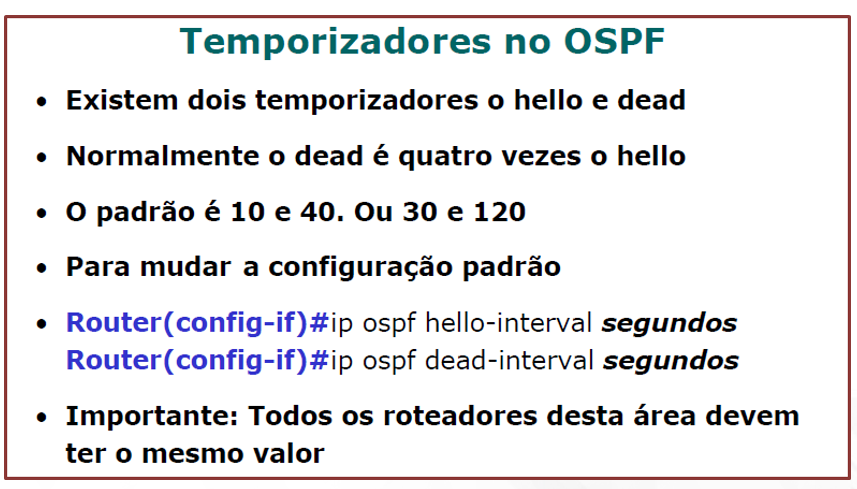 Temporizadores no OSPF
• Existem dois temporizadores o hello e dead
• Normalmente o dead é quatro vezes o hello
• O padrão é 10 e 40. Ou 30 e 120
• Para mudar a configuração padrão
• Router(config-if)#ip ospf hello-interval segundos
Router(config-if)#ip ospf dead-interval segundos
• Importante: Todos os roteadores desta área devem
ter o mesmo valor